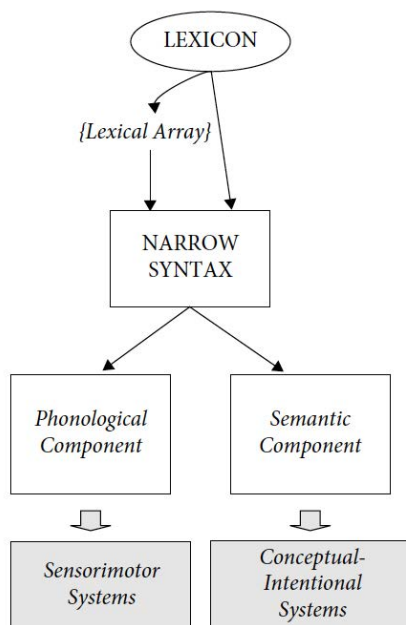 LEXICON
{Lexical Array}
NARROW
SYNTAX
Phonological
Component
Semantic
Component
Sensorimotor
Systems
Conceptual-
Intentional
Systems